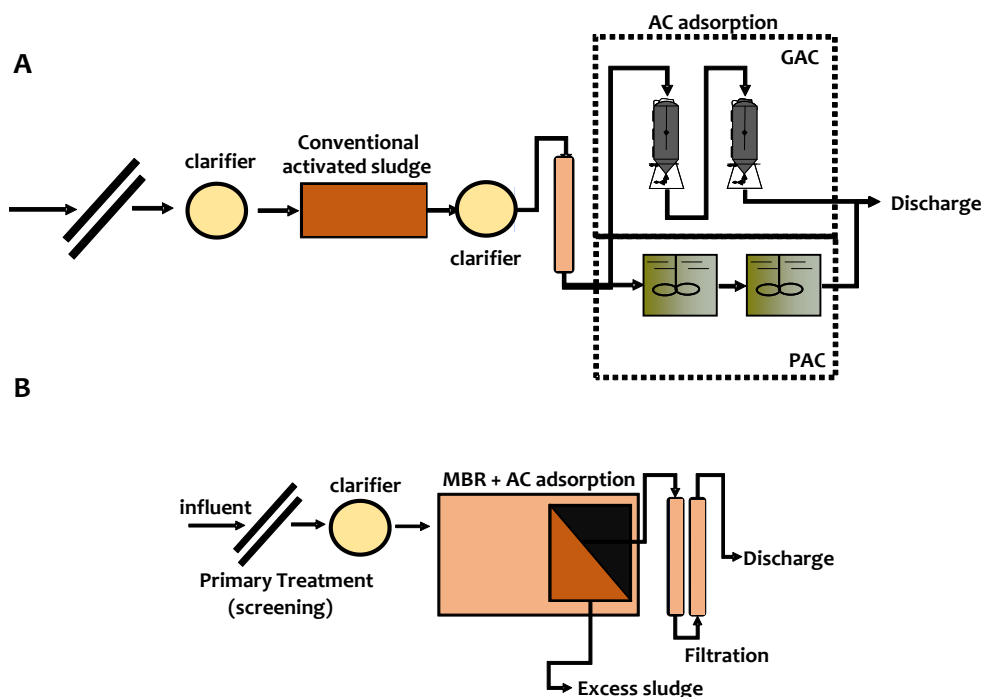 A
AC adsorption
GAC
Conventional
activated sludge
clarifier
clarifier
Discharge
PAC
B
MBR + AC adsorption
clarifier
influent
Discharge
Primary Treatment
(screening)
Filtration
Excess sludge